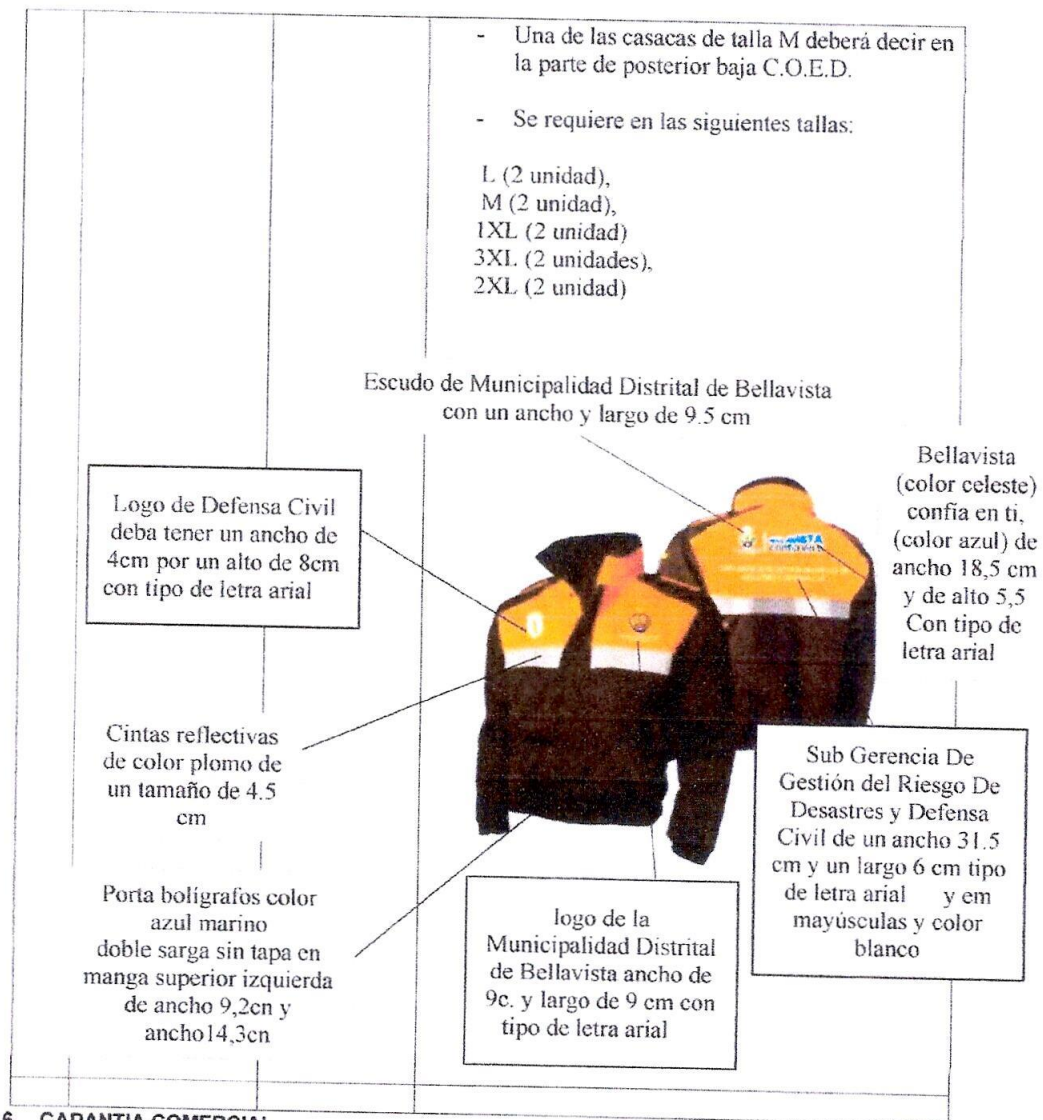 - Una de las casacas de talla M deberá decir en
la parte de posterior baja C.O.E.D.
- Se requiere en las siguientes tallas:
L (2 unidad),
M (2 unidad),
1XL (2 unidad)
3XL (2 unidades),
2XL (2 unidad)
Escudo de Municipalidad Distrital de Bellavista
con un ancho y largo de 9.5 cm
Logo de Defensa Civil
deba tener un ancho de
4cm por un alto de 8cm
con tipo de letra arial
Bellavista
(color celeste)
confía en ti,
(color azul) de
ancho 18,5 cm
y de alto 5,5
Con tipo de
letra arial
Cintas reflectivas
de color plomo de
un tamaño de 4.5
cm
Sub Gerencia De
Gestión del Riesgo De
Desastres y Defensa
Civil de un ancho 31.5
cm y un largo 6 cm tipo
de letra arial y em
mayúsculas y color
blanco
Porta bolígrafos color
azul marino
doble sarga sin tapa en
manga superior izquierda
de ancho 9,2cn y
ancho14,3cn
logo de la
Municipalidad Distrital
de Bellavista ancho de
9c. y largo de 9 cm con
tipo de letra arial